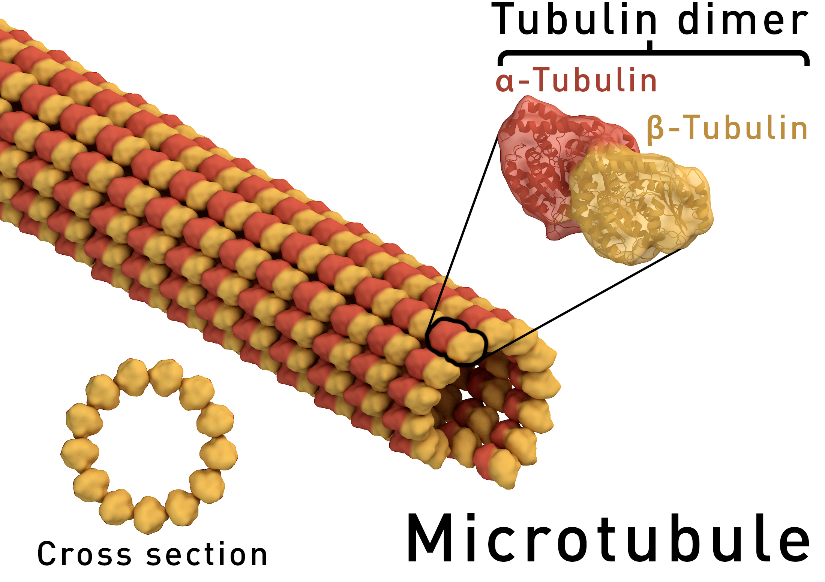 Tubulin dimer
α-Tubulin
β-Tubulin
Cross section
Microtubule